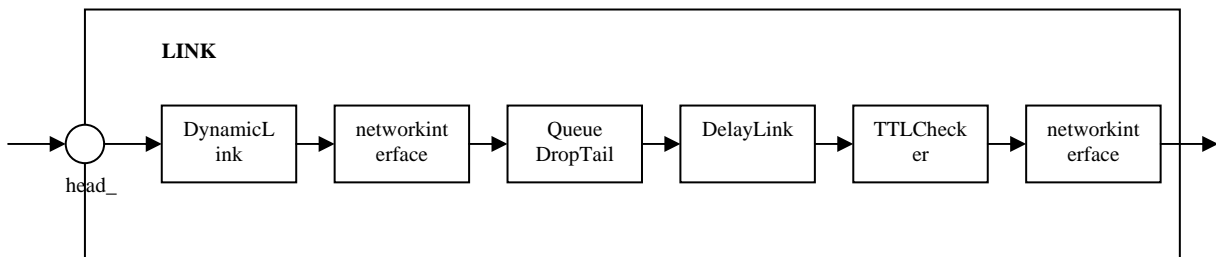 LINK
DynamicL
ink
networkint
erface
Queue
DropTail
DelayLink
TTLCheck
er
networkint
erface
head_